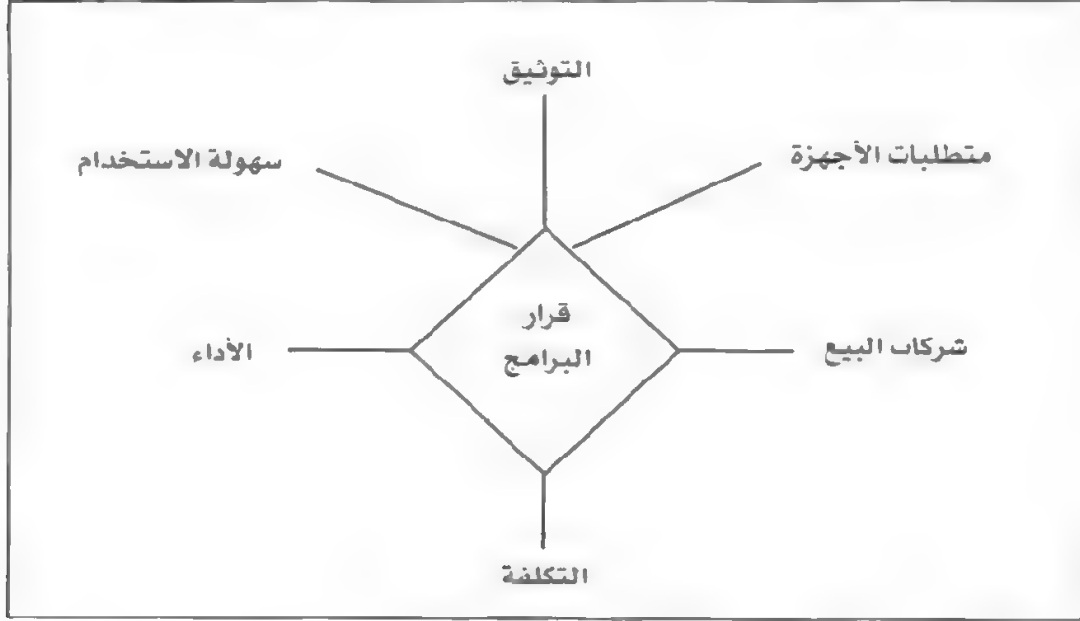 التوثيق
متطلبات الأجهزة
سهولة الاستخدام
قرار
البرامج
شركات البيع
الأداء
التكلفة